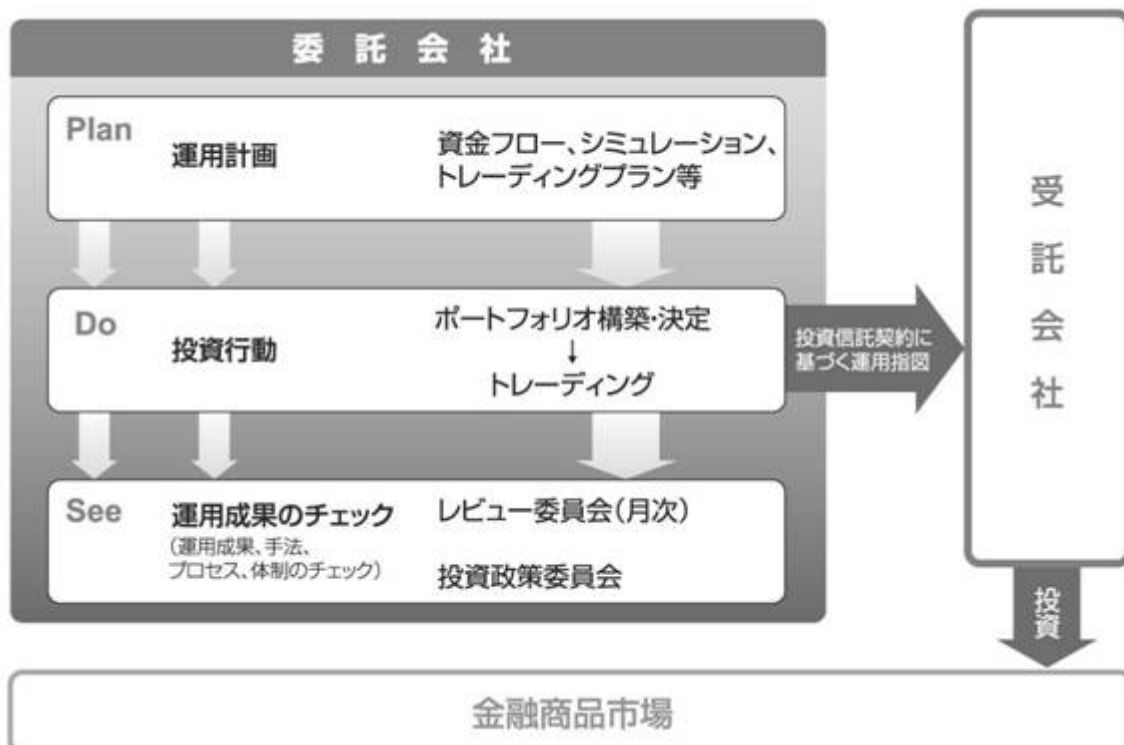 委託会社
Plan
運用計画
資金フロー、シミュレーション、
トレーディングプラン等
Do
投資行動
ポートフォリオ構築・決定
↓
トレーディング
投資信託契約に
基づく運用指図
See
運用成果のチェック
(運用成果、手法、
プロセス、体制のチェック)
レビュー委員会(月次)
投資政策委員会
受託会社
投資
金融商品市場